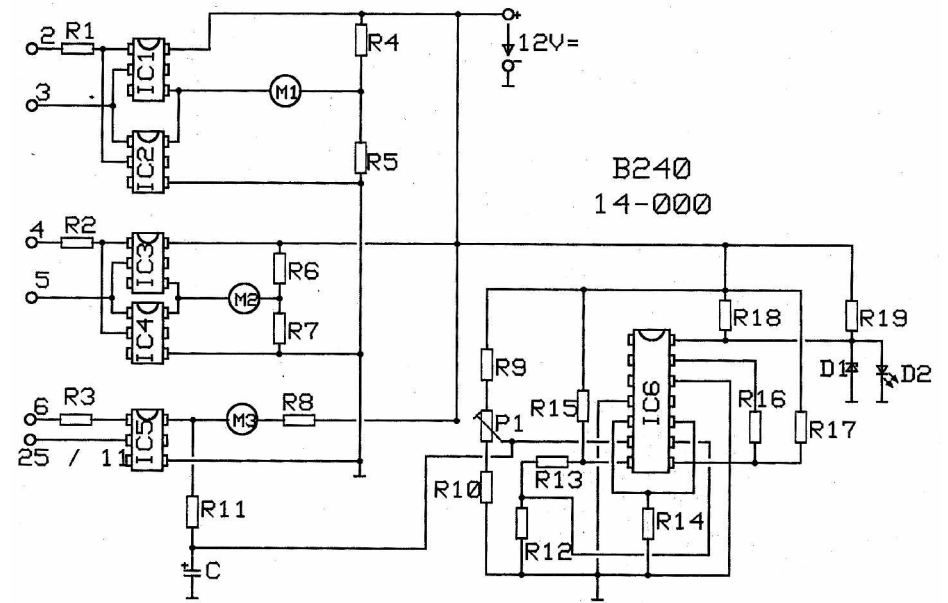 2 R1 IC1 R4 + 12V= -
3 M1
IC2 R5
B240
14-000
4 R2 IC3 R6
5 M2
IC4 R7
R18 R19
R9 D1 D2
6 R3 M3 R8 R15 IC6 R16
IC5 P1 R17
25 / 11
R13
R10
R11 R14
R12
+ C